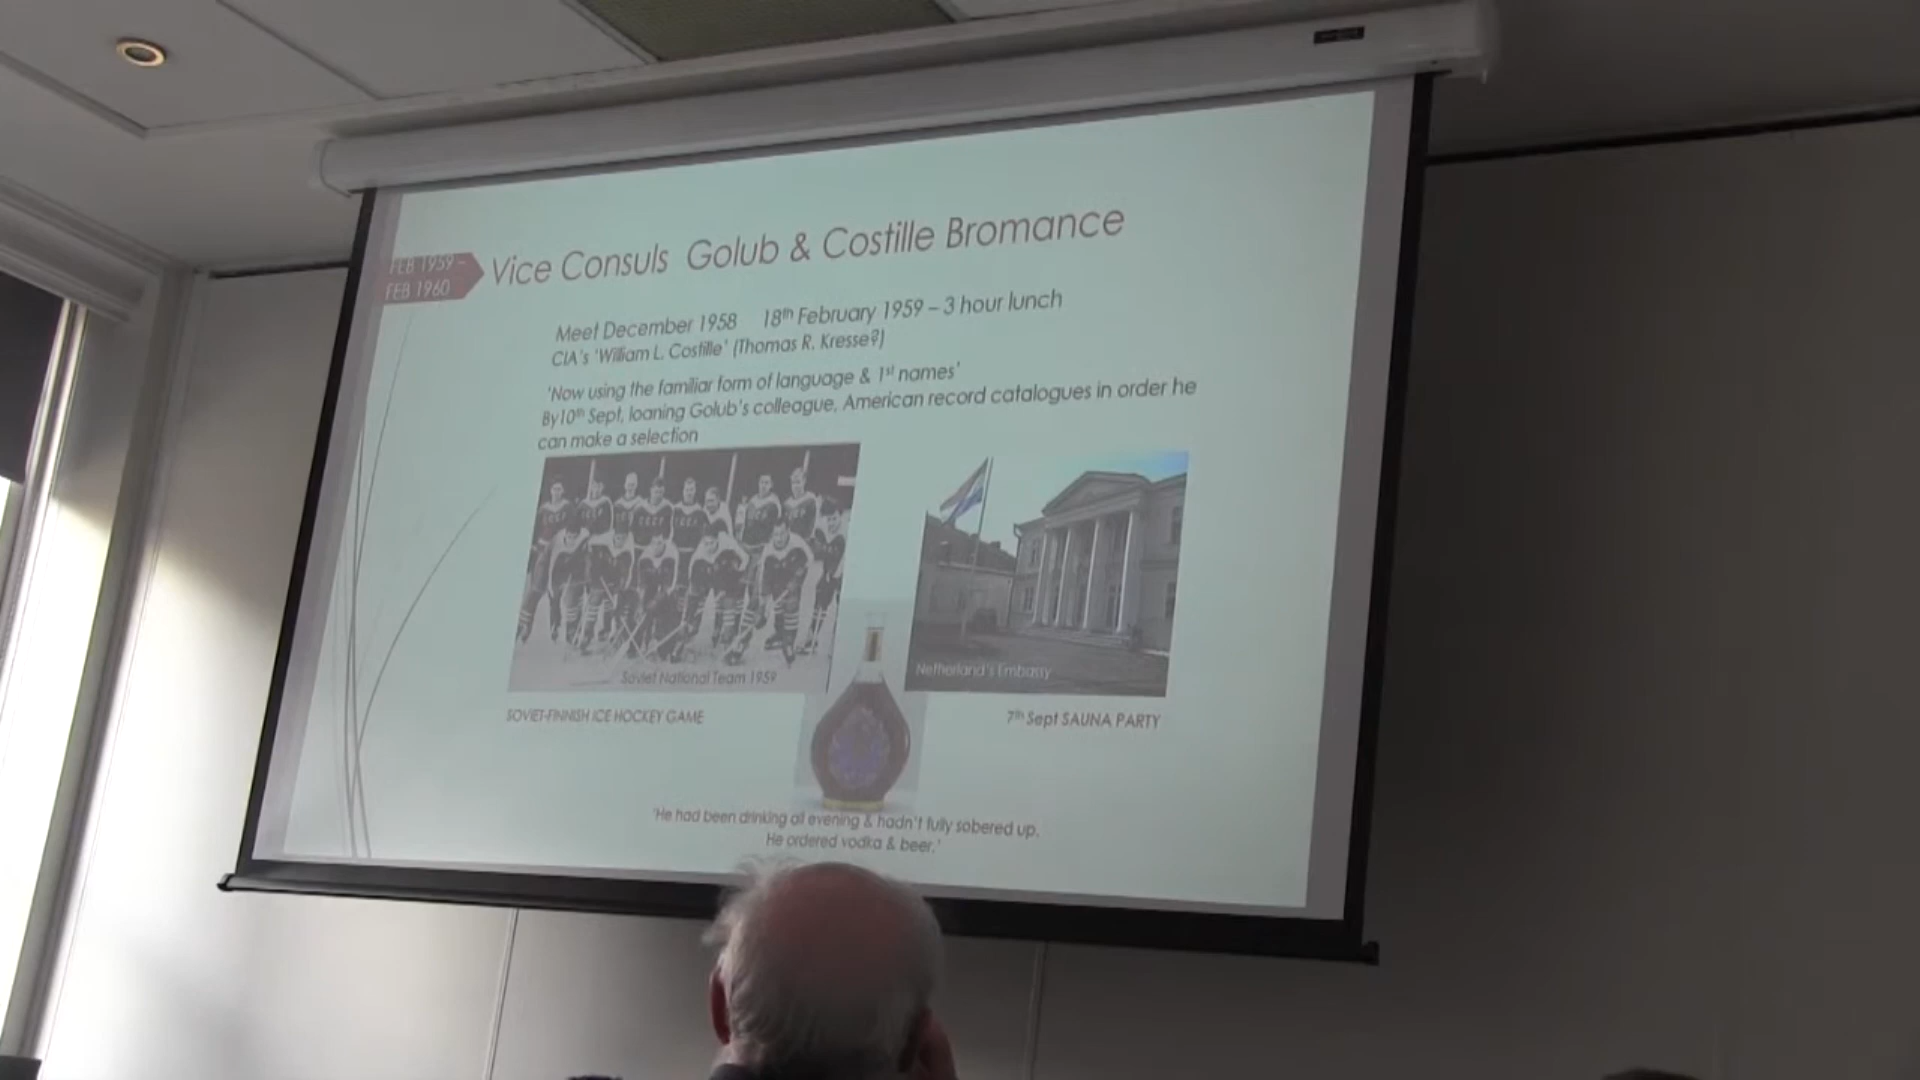 FEB 1959 –
FEB 1960
Vice Consuls Golub & Costille Bromance
Meet December 1958 18th February 1959 – 3 hour lunch
CIA's 'William L. Costille' (Thomas R. Kresse?)
'Now using the familiar form of language & 1st names'
By10th Sept, loaning Golub's colleague, American record catalogues in order he
can make a selection
Soviet National Team 1959
Netherland's Embassy
SOVIET-FINNISH ICE HOCKEY GAME
7th Sept SAUNA PARTY
'He had been drinking all evening & hadn't fully sobered up.
He ordered vodka & beer.'